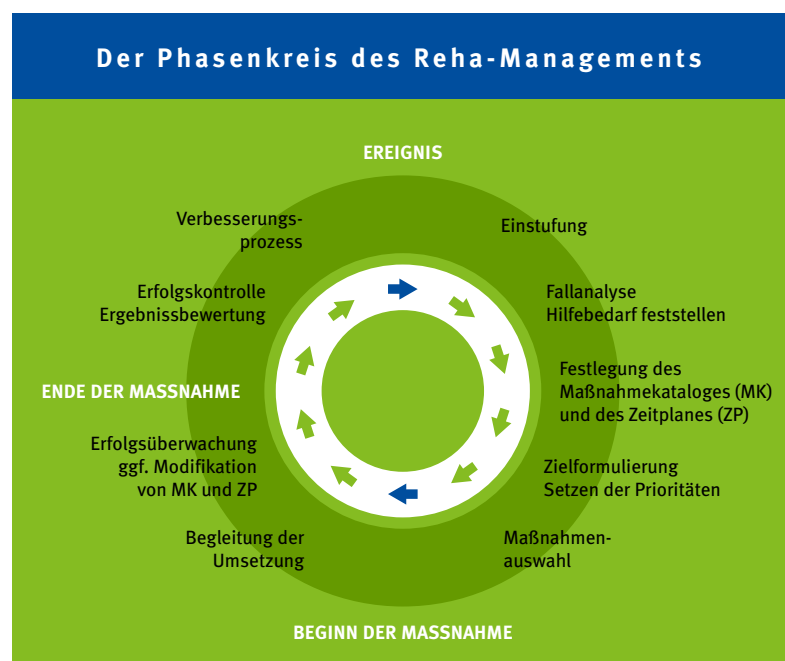 Der Phasenkreis des Reha-Managements
EREIGNIS
Einstufung
Fallanalyse
Hilfebedarf feststellen
Festlegung des
Maßnahmekataloges (MK)
und des Zeitplanes (ZP)
Zielformulierung
Setzen der Prioritäten
Maßnahmen-
auswahl
BEGINN DER MASSNAHME
Begleitung der
Umsetzung
Erfolgsüberwachung
ggf. Modifikation
von MK und ZP
ENDE DER MASSNAHME
Erfolgskontrolle
Ergebnissbewertung
Verbesserungs-
prozess